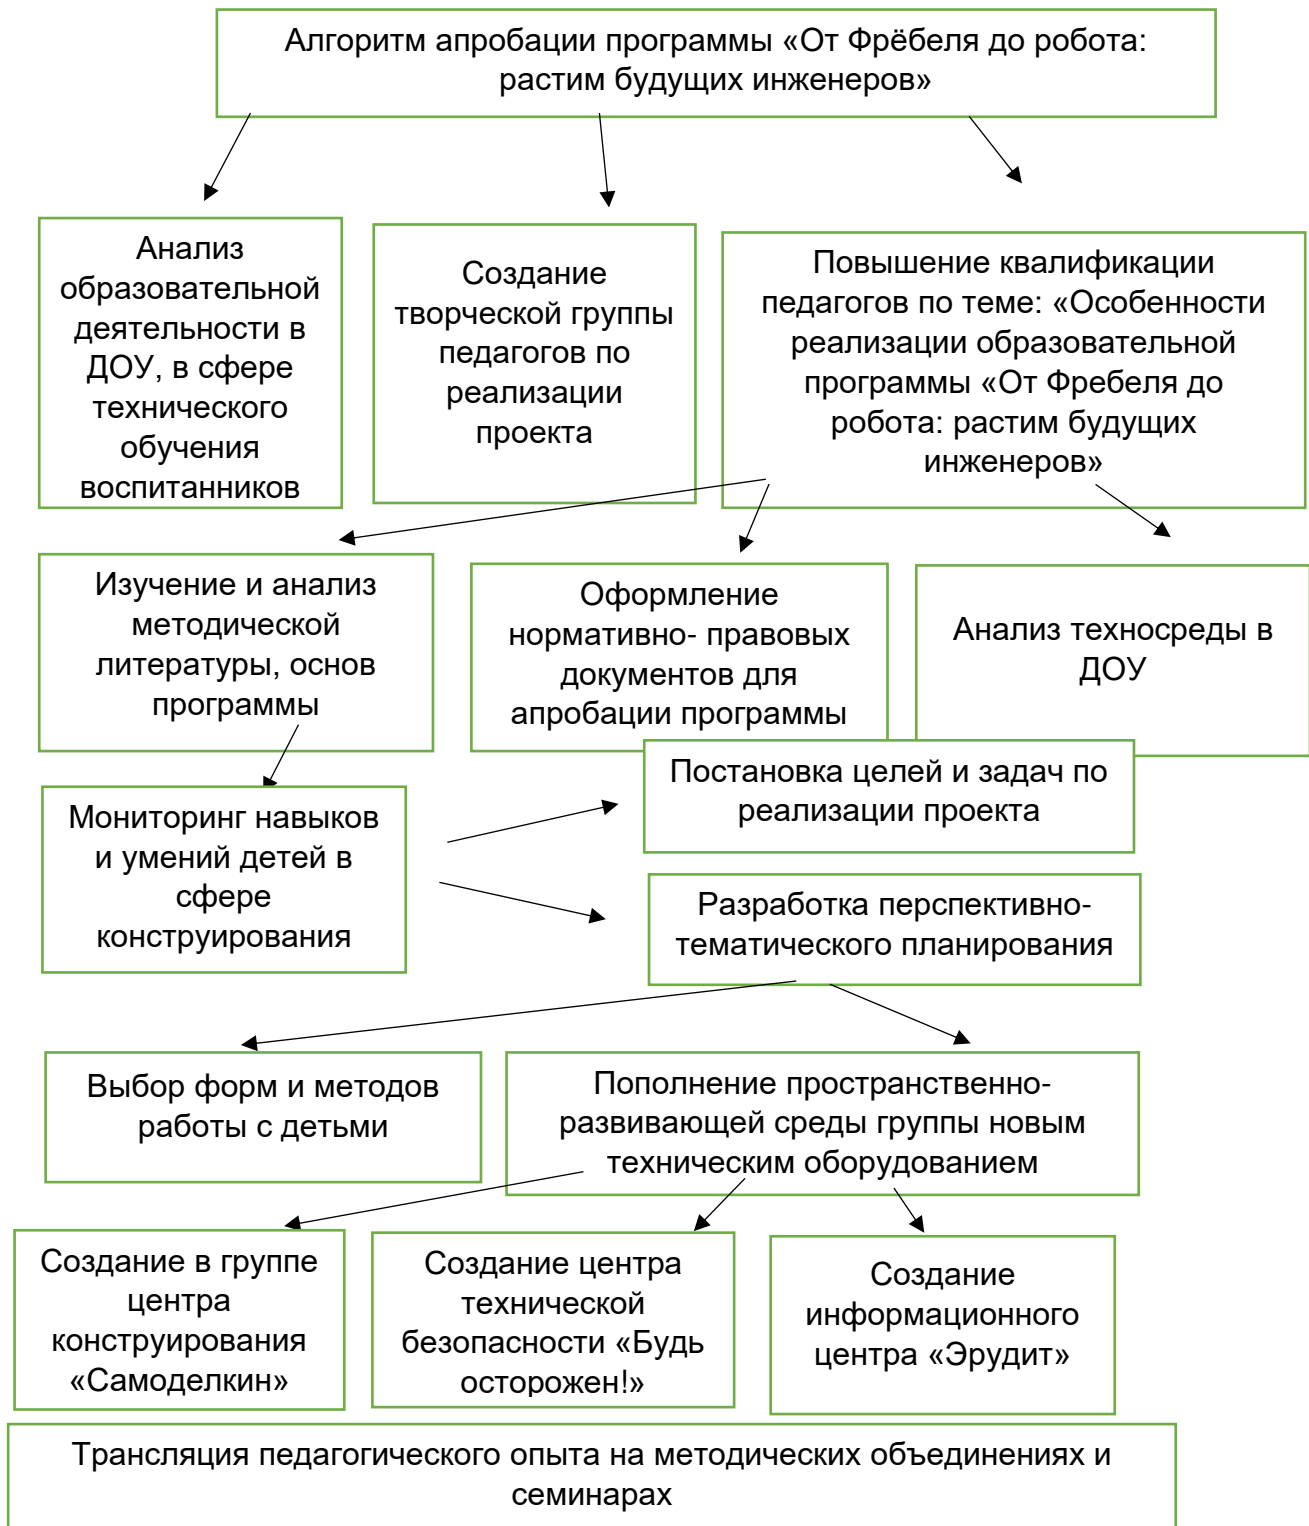 Алгоритм апробации программы «От Фрёбеля до робота:
растим будущих инженеров»
Анализ
образовательной
деятельности в
ДОУ, в сфере
технического
обучения
воспитанников
Создание
творческой группы
педагогов по
реализации
проекта
Повышение квалификации
педагогов по теме: «Особенности
реализации образовательной
программы «От Фребеля до
робота: растим будущих
инженеров»
Изучение и анализ
методической
литературы, основ
программы
Оформление
нормативно- правовых
документов для
апробации программы
Анализ техносреды в
ДОУ
Постановка целей и задач по
реализации проекта
Мониторинг навыков
и умений детей в
сфере
конструирования
Разработка перспективно-
тематического планирования
Выбор форм и методов
работы с детьми
Пополнение пространственно-
развивающей среды группы новым
техническим оборудованием
Создание в группе
центра
конструирования
«Самоделкин»
Создание центра
технической
безопасности «Будь
осторожен!»
Создание
информационного
центра «Эрудит»
Трансляция педагогического опыта на методических объединениях и
семинарах